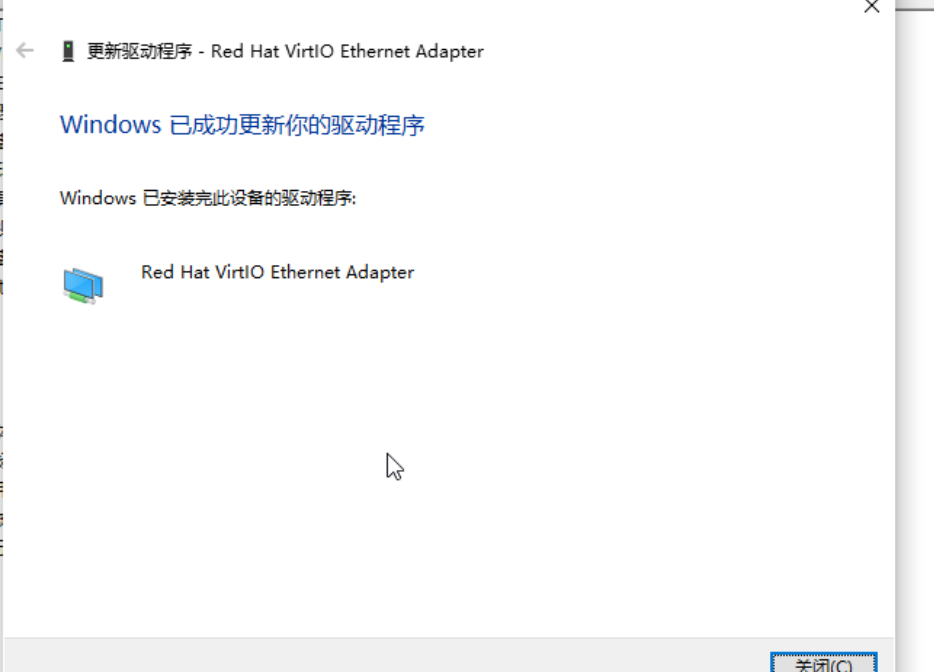 更新驱动程序 - Red Hat VirtIO Ethernet Adapter
Windows 已成功更新你的驱动程序
Windows 已安装完此设备的驱动程序:
Red Hat VirtIO Ethernet Adapter
关闭(C)